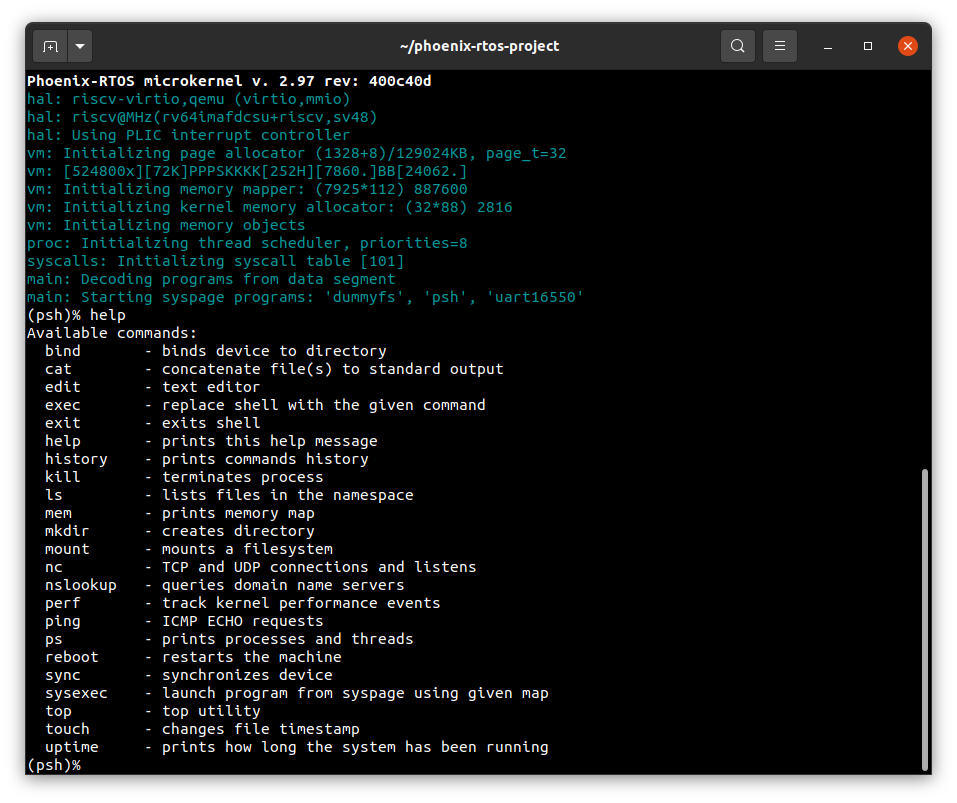 ~/phoenix-rtos-project
Phoenix-RTOS microkernel v. 2.97 rev: 400c40d
hal: riscv-virtio,qemu (virtio,mmio)
hal: riscv@MHz(rv64imafdcsu+riscv,sv48)
hal: Using PLIC interrupt controller
vm: Initializing page allocator (1328+8)/129024KB, page_t=32
vm: [524800x][72K]PPPSKKKK[252H][7860.]BB[24062.]
vm: Initializing memory mapper: (7925*112) 887600
vm: Initializing kernel memory allocator: (32*88) 2816
vm: Initializing memory objects
proc: Initializing thread scheduler, priorities=8
syscalls: Initializing syscall table [101]
main: Decoding programs from data segment
main: Starting syspage programs: 'dummyfs', 'psh', 'uart16550'
(psh)% help
Available commands:
  bind       - binds device to directory
  cat        - concatenate file(s) to standard output
  edit       - text editor
  exec       - replace shell with the given command
  exit       - exits shell
  help       - prints this help message
  history    - prints commands history
  kill       - terminates process
  ls         - lists files in the namespace
  mem        - prints memory map
  mkdir      - creates directory
  mount      - mounts a filesystem
  nc         - TCP and UDP connections and listens
  nslookup   - queries domain name servers
  perf       - track kernel performance events
  ping       - ICMP ECHO requests
  ps         - prints processes and threads
  reboot     - restarts the machine
  sync       - synchronizes device
  sysexec    - launch program from syspage using given map
  top        - top utility
  touch      - changes file timestamp
  uptime     - prints how long the system has been running
(psh)%